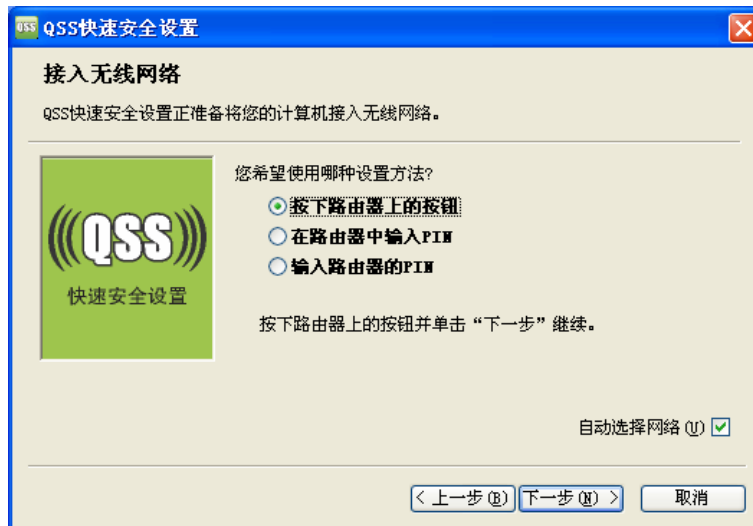 QSS QSS快速安全设置
接入无线网络
QSS快速安全设置正准备将您的计算机接入无线网络。
QSS
快速安全设置
您希望使用哪种设置方法?
按下路由器上的按钮
在路由器中输入PIN
输入路由器的PIN
按下路由器上的按钮并单击“下一步”继续。
自动选择网络(U)
< 上一步(B) 下一步(N) > 取消